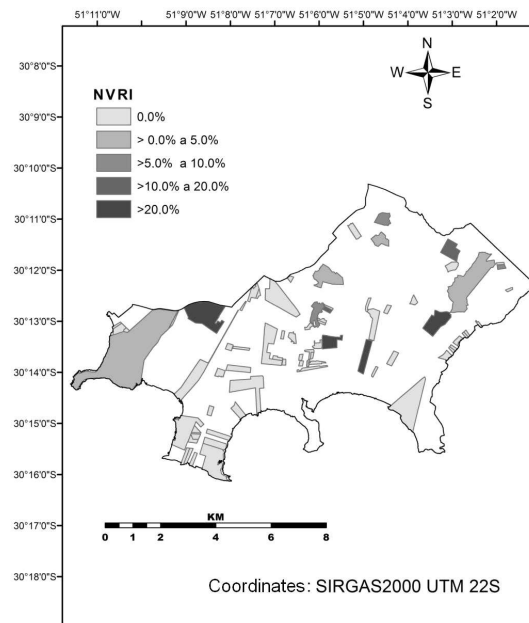 51°11'0"W 51°9'0"W 51°8'0"W 51°7'0"W 51°6'0"W 51°5'0"W 51°4'0"W 51°3'0"W 51°2'0"W
N
W E
S
30°8'0"S
30°9'0"S
30°10'0"S
30°11'0"S
30°12'0"S
30°13'0"S
30°14'0"S
30°15'0"S
30°16'0"S
30°17'0"S
30°18'0"S
NVRI
0.0%
> 0.0% a 5.0%
>5.0% a 10.0%
>10.0% a 20.0%
>20.0%
KM
0 1 2 4 6 8
Coordinates: SIRGAS2000 UTM 22S